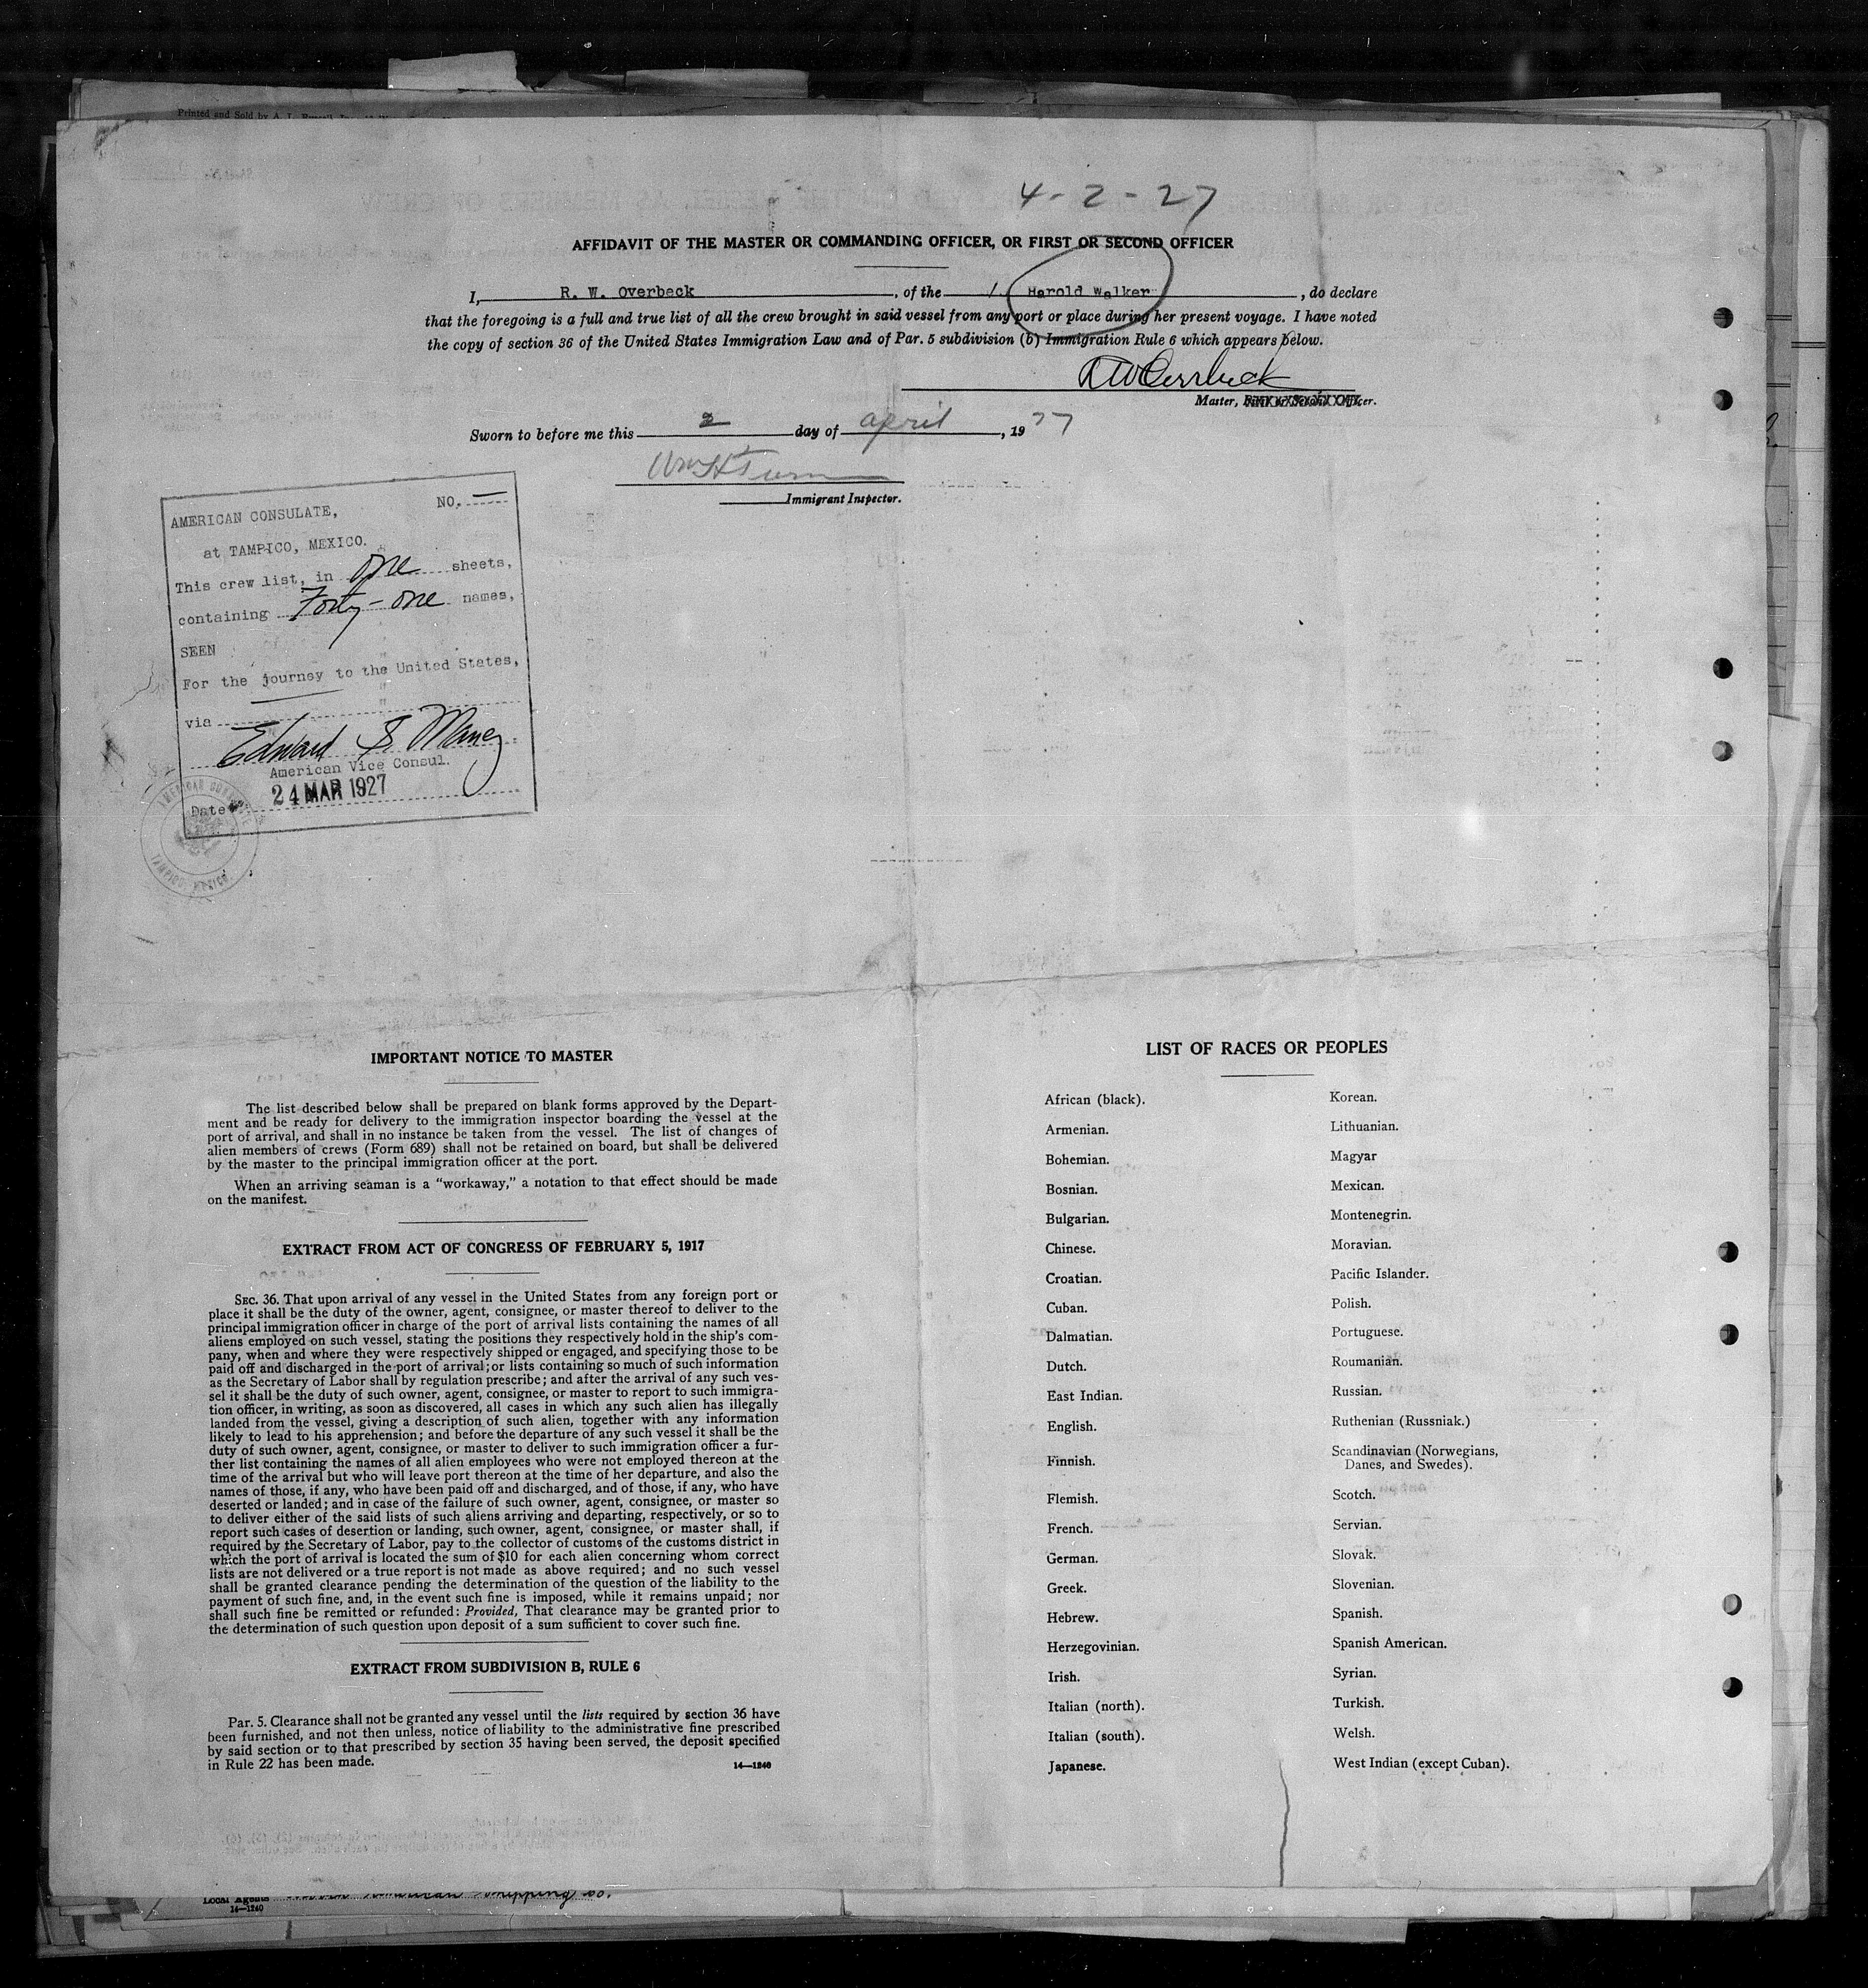 Printed and Sold by A. L.
4-2-27
AFFIDAVIT OF THE MASTER OR COMMANDING OFFICER, OR FIRST OR SECOND OFFICER
I, R. W. Overbeck, of the Harold Walker, do declare
that the foregoing is a full and true list of all the crew brought in said vessel from any port or place during her present voyage. I have noted
the copy of section 36 of the United States Immigration Law and of Par. 5 subdivision (b) Immigration Rule 6 which appears below.
RW Overbeck
Master, First or Second Officer.
Sworn to before me this 2 day of april, 1927
Wm H
Immigrant Inspector.
NO. —
AMERICAN CONSULATE,
at TAMPICO, MEXICO.
This crew list, in one sheets,
containing Forty-one names,
SEEN
For the journey to the United States,
via
Edward S. Maney
American Vice Consul.
Date 24 MAR 1927
AMERICAN CONSULATE
TAMPICO, MEXICO
IMPORTANT NOTICE TO MASTER
The list described below shall be prepared on blank forms approved by the Depart-
ment and be ready for delivery to the immigration inspector boarding the vessel at the
port of arrival, and shall in no instance be taken from the vessel. The list of changes of
alien members of crews (Form 689) shall not be retained on board, but shall be delivered
by the master to the principal immigration officer at the port.
When an arriving seaman is a "workaway," a notation to that effect should be made
on the manifest.
EXTRACT FROM ACT OF CONGRESS OF FEBRUARY 5, 1917
SEC. 36. That upon arrival of any vessel in the United States from any foreign port or
place it shall be the duty of the owner, agent, consignee, or master thereof to deliver to the
principal immigration officer in charge of the port of arrival lists containing the names of all
aliens employed on such vessel, stating the positions they respectively hold in the ship's com-
pany, when and where they were respectively shipped or engaged, and specifying those to be
paid off and discharged in the port of arrival; or lists containing so much of such information
as the Secretary of Labor shall by regulation prescribe; and after the arrival of any such ves-
sel it shall be the duty of such owner, agent, consignee, or master to report to such immigra-
tion officer, in writing, as soon as discovered, all cases in which any such alien has illegally
landed from the vessel, giving a description of such alien, together with any information
likely to lead to his apprehension; and before the departure of any such vessel it shall be the
duty of such owner, agent, consignee, or master to deliver to such immigration officer a fur-
ther list containing the names of all alien employees who were not employed thereon at the
time of the arrival but who will leave port thereon at the time of her departure, and also the
names of those, if any, who have been paid off and discharged, and of those, if any, who have
deserted or landed; and in case of the failure of such owner, agent, consignee, or master so
to deliver either of the said lists of such aliens arriving and departing, respectively, or so to
report such cases of desertion or landing, such owner, agent, consignee, or master shall, if
required by the Secretary of Labor, pay to the collector of customs of the customs district in
which the port of arrival is located the sum of $10 for each alien concerning whom correct
lists are not delivered or a true report is not made as above required; and no such vessel
shall be granted clearance pending the determination of the question of the liability to the
payment of such fine, and, in the event such fine is imposed, while it remains unpaid; nor
shall such fine be remitted or refunded: Provided, That clearance may be granted prior to
the determination of such question upon deposit of a sum sufficient to cover such fine.
EXTRACT FROM SUBDIVISION B, RULE 6
Par. 5. Clearance shall not be granted any vessel until the lists required by section 36 have
been furnished, and not then unless, notice of liability to the administrative fine prescribed
by said section or to that prescribed by section 35 having been served, the deposit specified
in Rule 22 has been made.
14—1240
LIST OF RACES OR PEOPLES
African (black).
Armenian.
Bohemian.
Bosnian.
Bulgarian.
Chinese.
Croatian.
Cuban.
Dalmatian.
Dutch.
East Indian.
English.
Finnish.
Flemish.
French.
German.
Greek.
Hebrew.
Herzegovinian.
Irish.
Italian (north).
Italian (south).
Japanese.
Korean.
Lithuanian.
Magyar
Mexican.
Montenegrin.
Moravian.
Pacific Islander.
Polish.
Portuguese.
Roumanian.
Russian.
Ruthenian (Russniak.)
Scandinavian (Norwegians,
Danes, and Swedes).
Scotch.
Servian.
Slovak.
Slovenian.
Spanish.
Spanish American.
Syrian.
Turkish.
Welsh.
West Indian (except Cuban).
Local Agents American Shipping Co.
14—1240